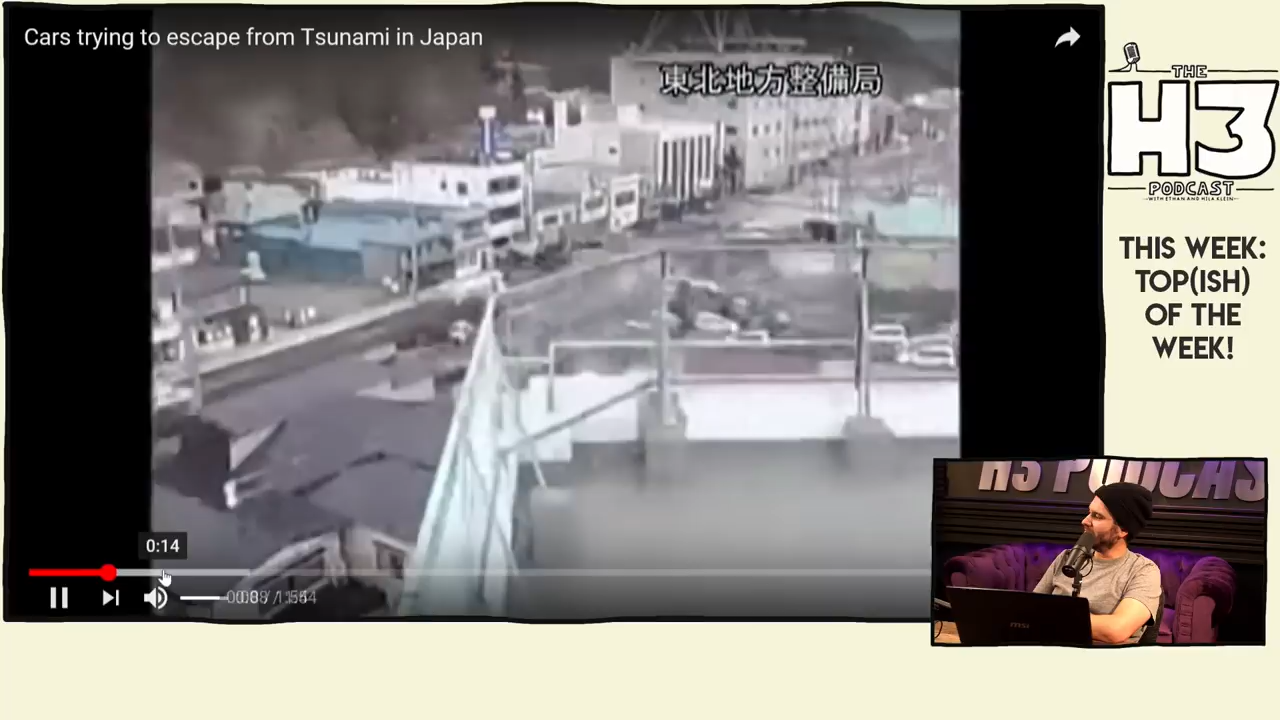 Cars trying to escape from Tsunami in Japan
東北地方整備局
THE
H3
PODCAST
-WITH ETHAN AND HILA KLEIN-
THIS WEEK:
TOP(ISH)
OF THE
WEEK!
0:14
H3 PODCAS
msi